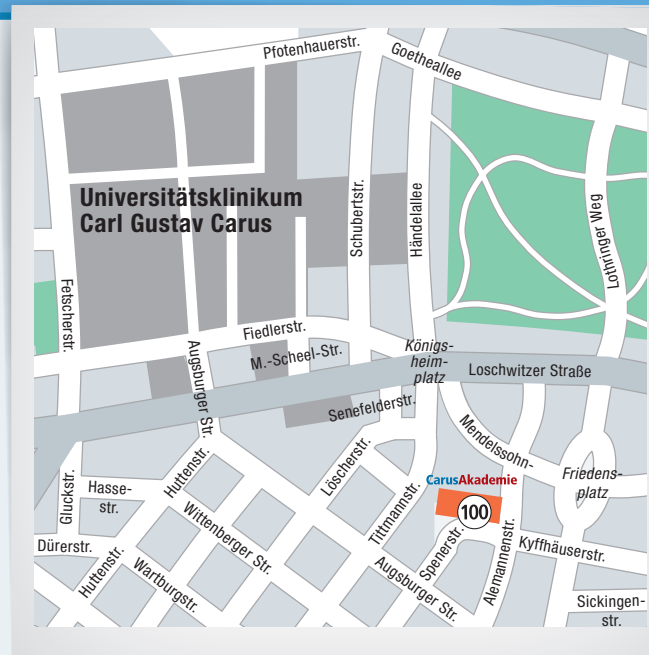 Pfotenhauerstr.
Goetheallee
Universitätsklinikum
Carl Gustav Carus
Schubertstr.
Händelallee
Lothringer Weg
Fetscherstr.
Fiedlerstr.
M.-Scheel-Str.
Augsburger Str.
Königs-
heim-
platz
Loschwitzer Straße
Senefelderstr.
Mendelssohn-
Löscherstr.
Huttenstr.
Gluckstr.
Hasse-
str.
CarusAkademie
100
Friedens-
platz
Tittmannstr.
Wittenberger Str.
Spenerstr.
Alemannenstr.
Kyffhäuserstr.
Dürerstr.
Huttenstr.
Wartburgstr.
Augsburger Str.
Sickingen-
str.